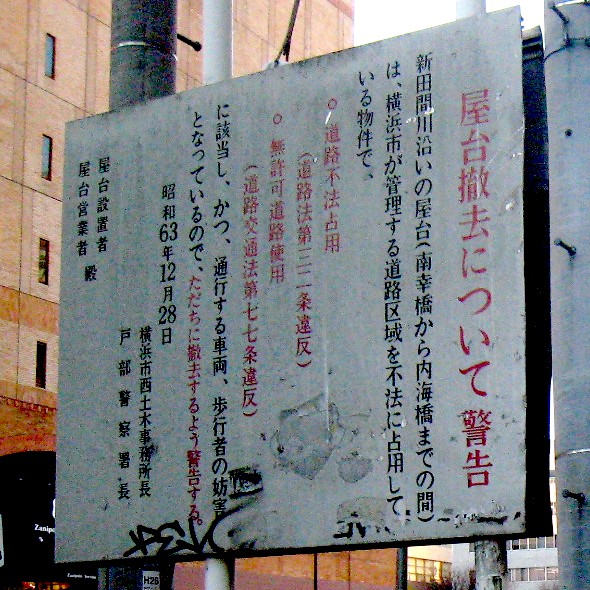 屋台撤去について 警告
新田間川沿いの屋台(南幸橋から内海橋までの間)
は、横浜市が管理する道路区域を不法に占用して
いる物件で、
○ 道路不法占用
(道路法第三二条違反)
○ 無許可道路使用
(道路交通法第七七条違反)
に該当し、かつ、通行する車両、歩行者の妨害
となっているので、ただちに撤去するよう警告する。
昭和63年12月28日
横浜市西土木事務所長
戸部警察署長
屋台設置者
屋台営業者 殿
H26